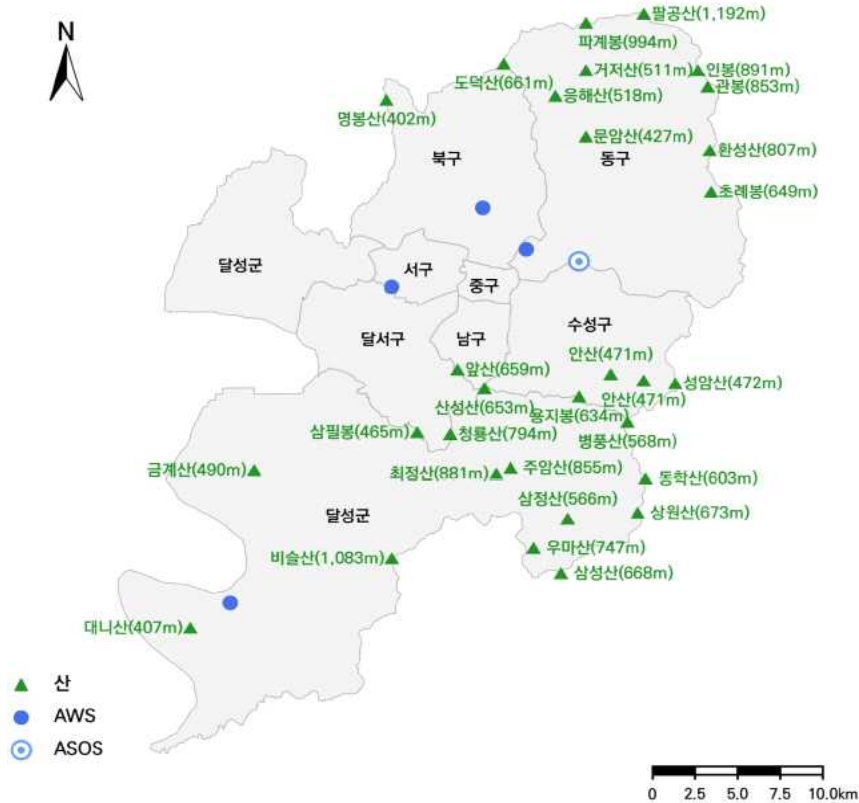 N
팔공산(1,192m)
파계봉(994m)
도덕산(661m)
거저산(511m)
인봉(891m)
응해산(518m)
관봉(853m)
명봉산(402m)
문암산(427m)
북구
동구
환성산(807m)
초례봉(649m)
달성군
서구
중구
수성구
달서구
남구
안산(471m)
앞산(659m)
성암산(472m)
안산(471m)
산성산(653m)
용지봉(634m)
삼필봉(465m)
청룡산(794m)
병풍산(568m)
금계산(490m)
최정산(881m)
주암산(855m)
동학산(603m)
삼정산(566m)
달성군
상원산(673m)
우마산(747m)
비슬산(1,083m)
삼성산(668m)
대니산(407m)
산
AWS
ASOS
0 2.5 5.0 7.5 10.0km